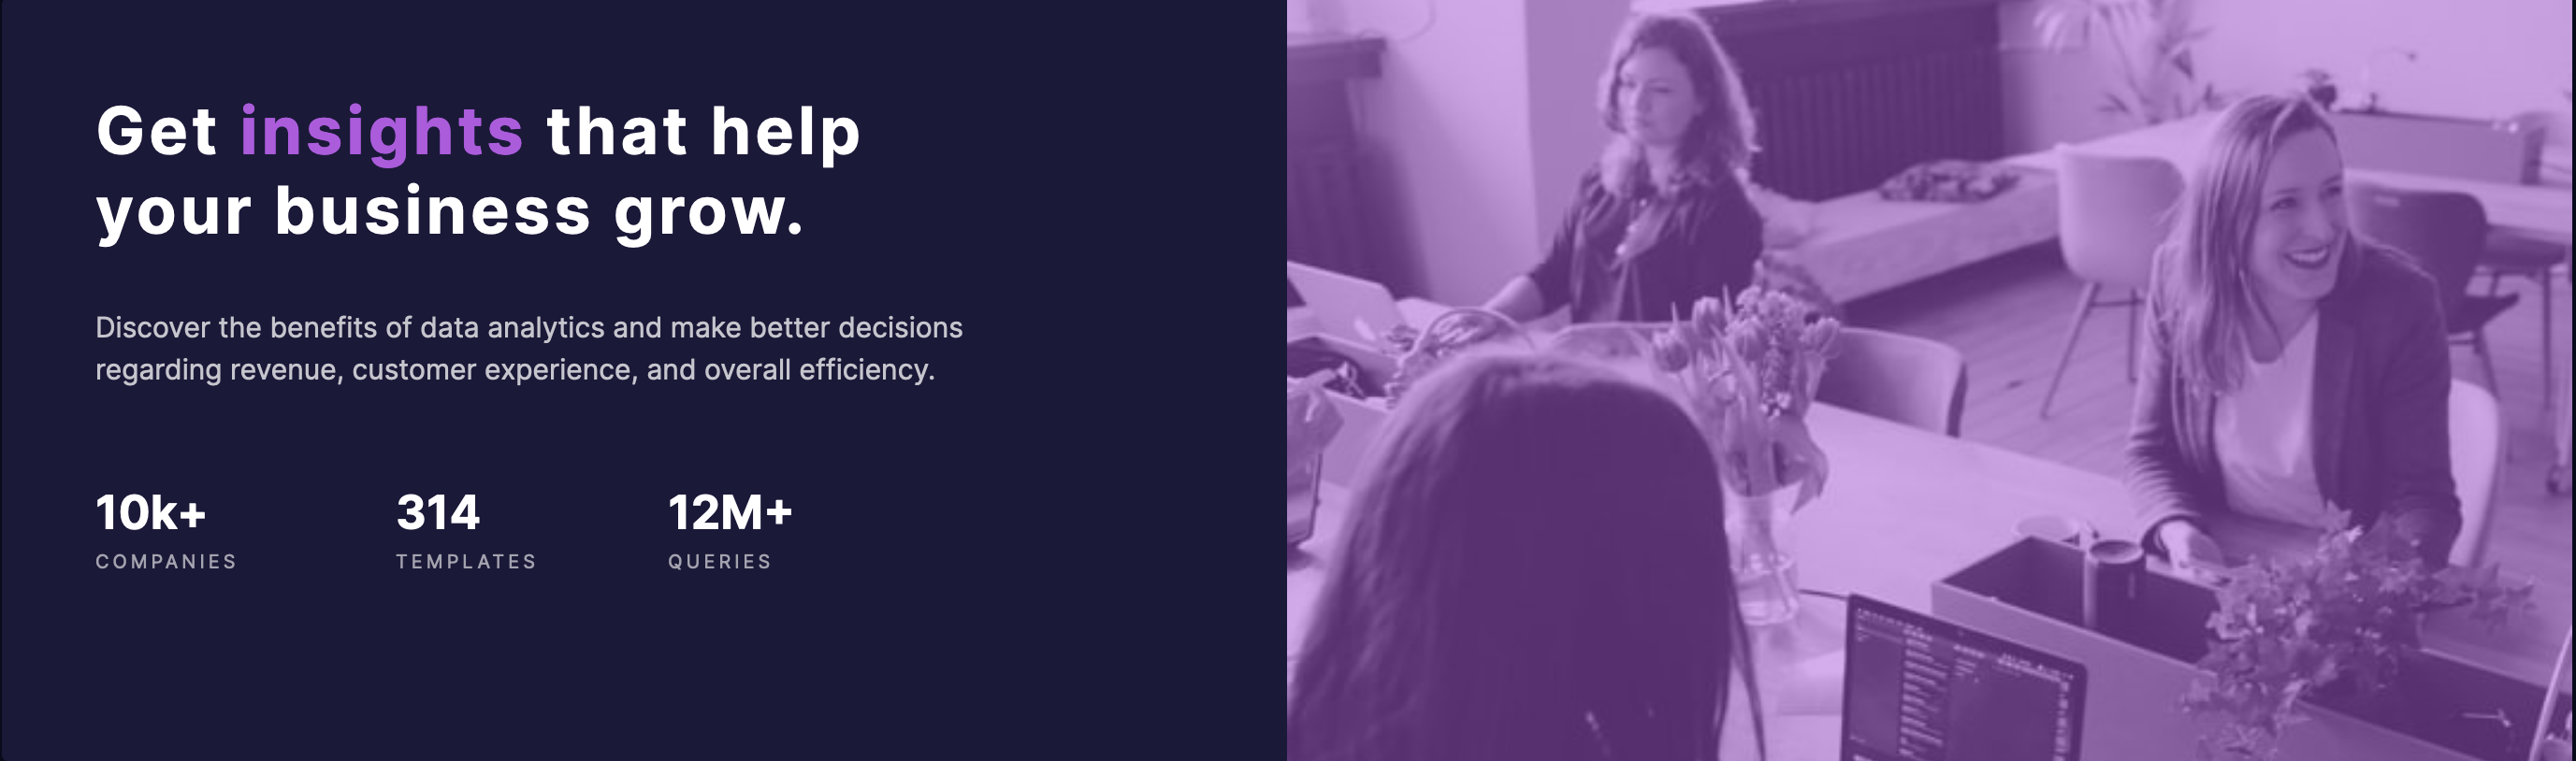 Get insights that help
your business grow.
Discover the benefits of data analytics and make better decisions
regarding revenue, customer experience, and overall efficiency.
10k+
COMPANIES
314
TEMPLATES
12M+
QUERIES